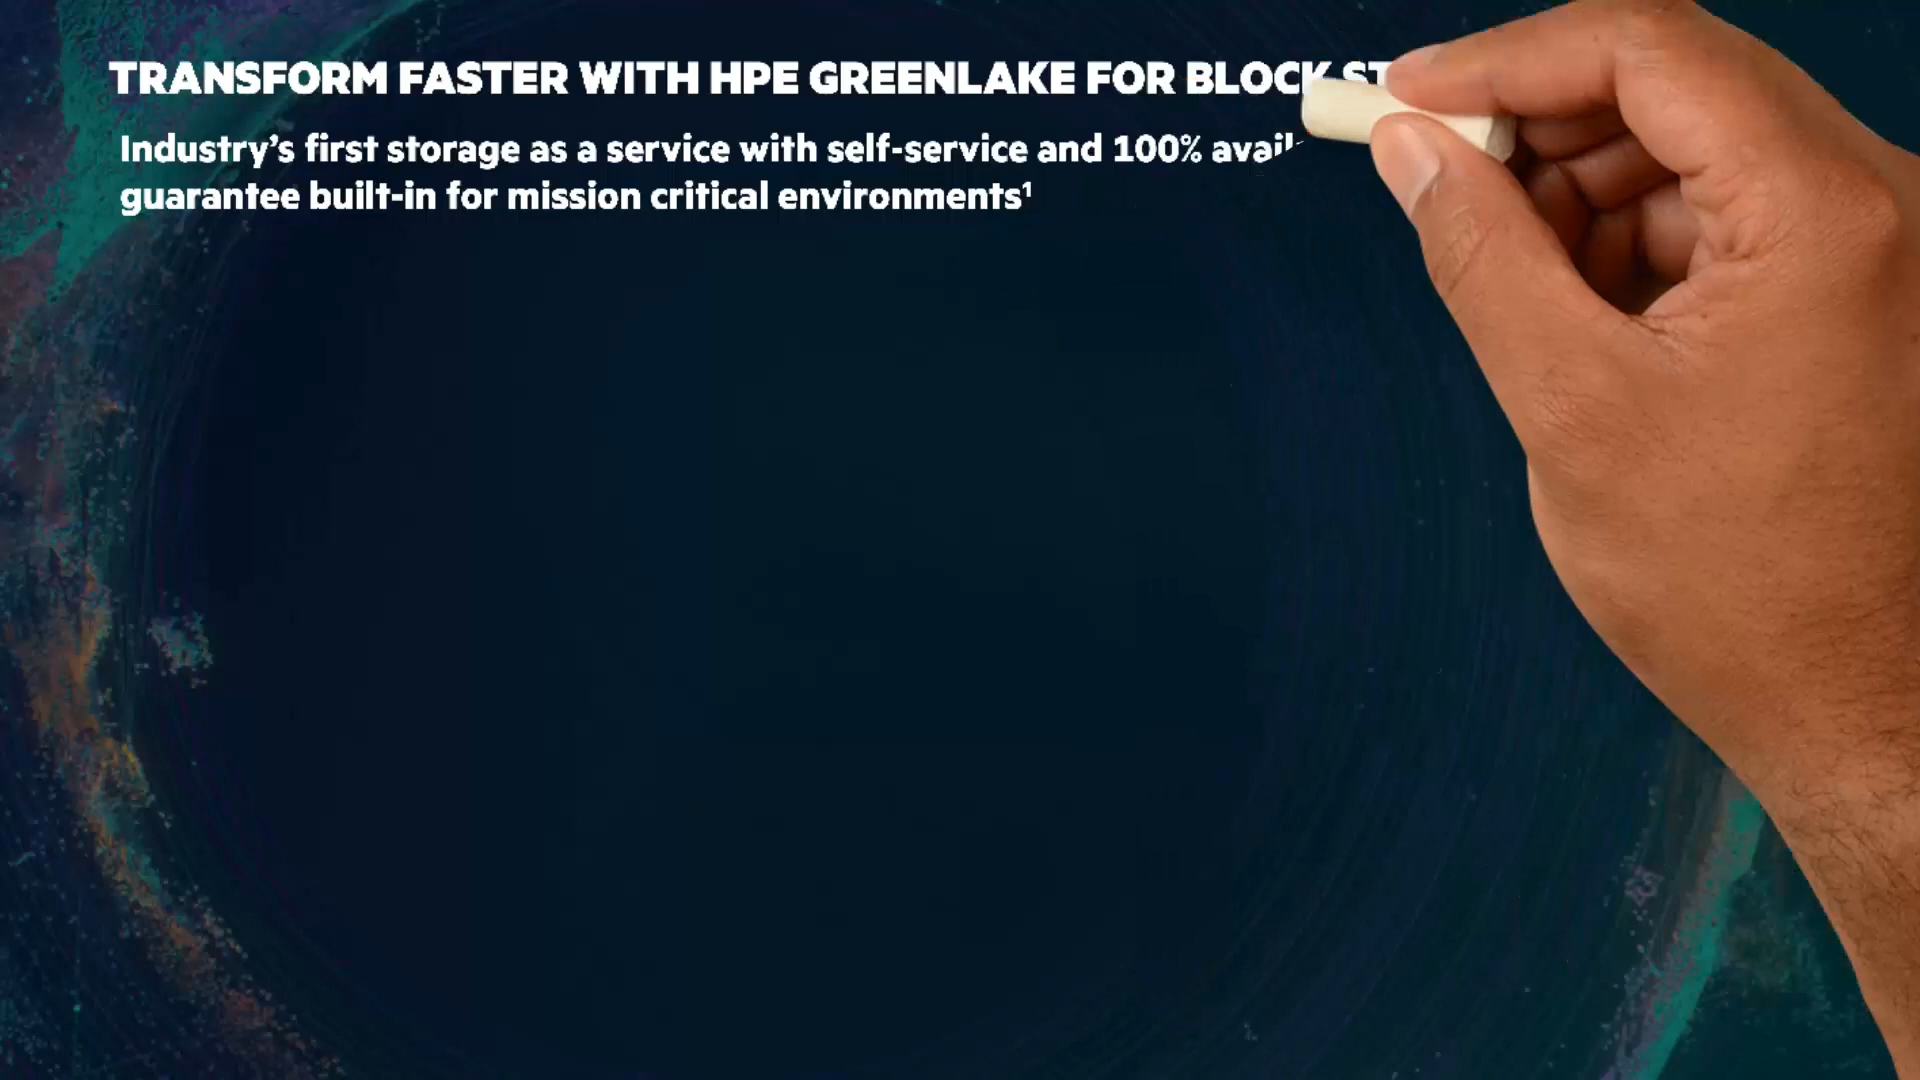 TRANSFORM FASTER WITH HPE GREENLAKE FOR BLOCK
Industry’s first storage as a service with self-service and 100%
guarantee built-in for mission critical environments¹